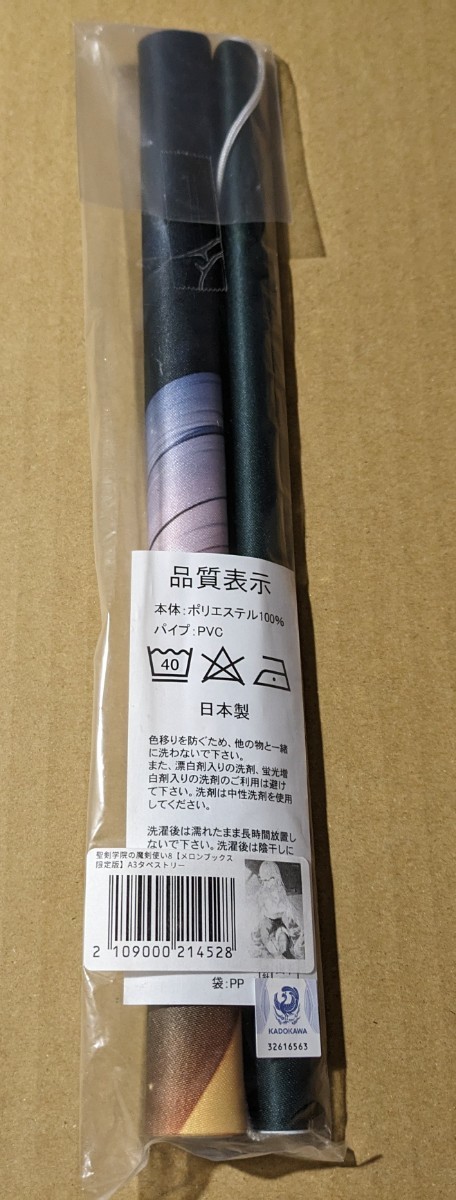 品質表示
本体:ポリエステル100%
パイプ:PVC
40
日本製
色移りを防ぐため、他の物と一緒
に洗わないで下さい。
また、漂白剤入りの洗剤、蛍光増
白剤入りの洗剤のご利用は避け
て下さい。洗剤は中性洗剤を使用
してください。
洗濯後は濡れたまま長時間放置し
ないで下さい。洗濯後は陰干しに
聖剣学院の魔剣使い8【メロンブックス
限定版】A3タペストリー
2 109000 214528
袋:PP
KADOKAWA
32616563